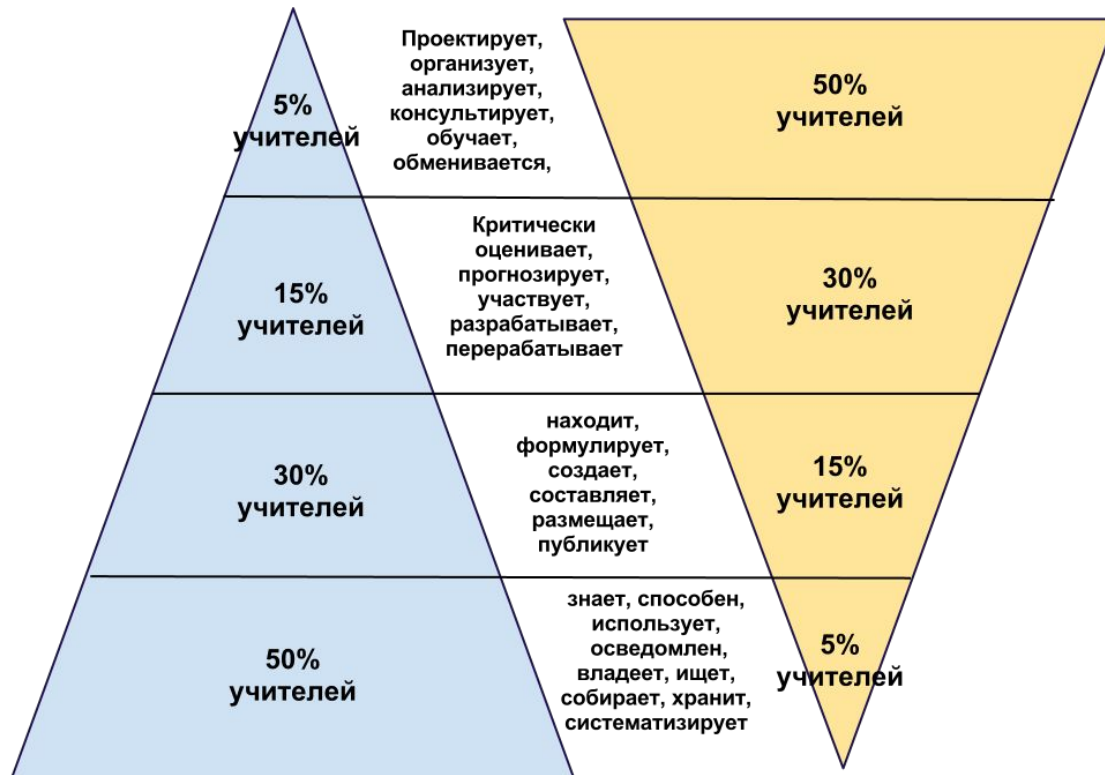 5%
учителей
Проектирует,
организует,
анализирует,
консультирует,
обучает,
обменивается,
50%
учителей
15%
учителей
Критически
оценивает,
прогнозирует,
участвует,
разрабатывает,
перерабатывает
30%
учителей
30%
учителей
находит,
формулирует,
создает,
составляет,
размещает,
публикует
15%
учителей
50%
учителей
знает, способен,
использует,
осведомлен,
владеет, ищет,
собирает, хранит,
систематизирует
5%
учителей